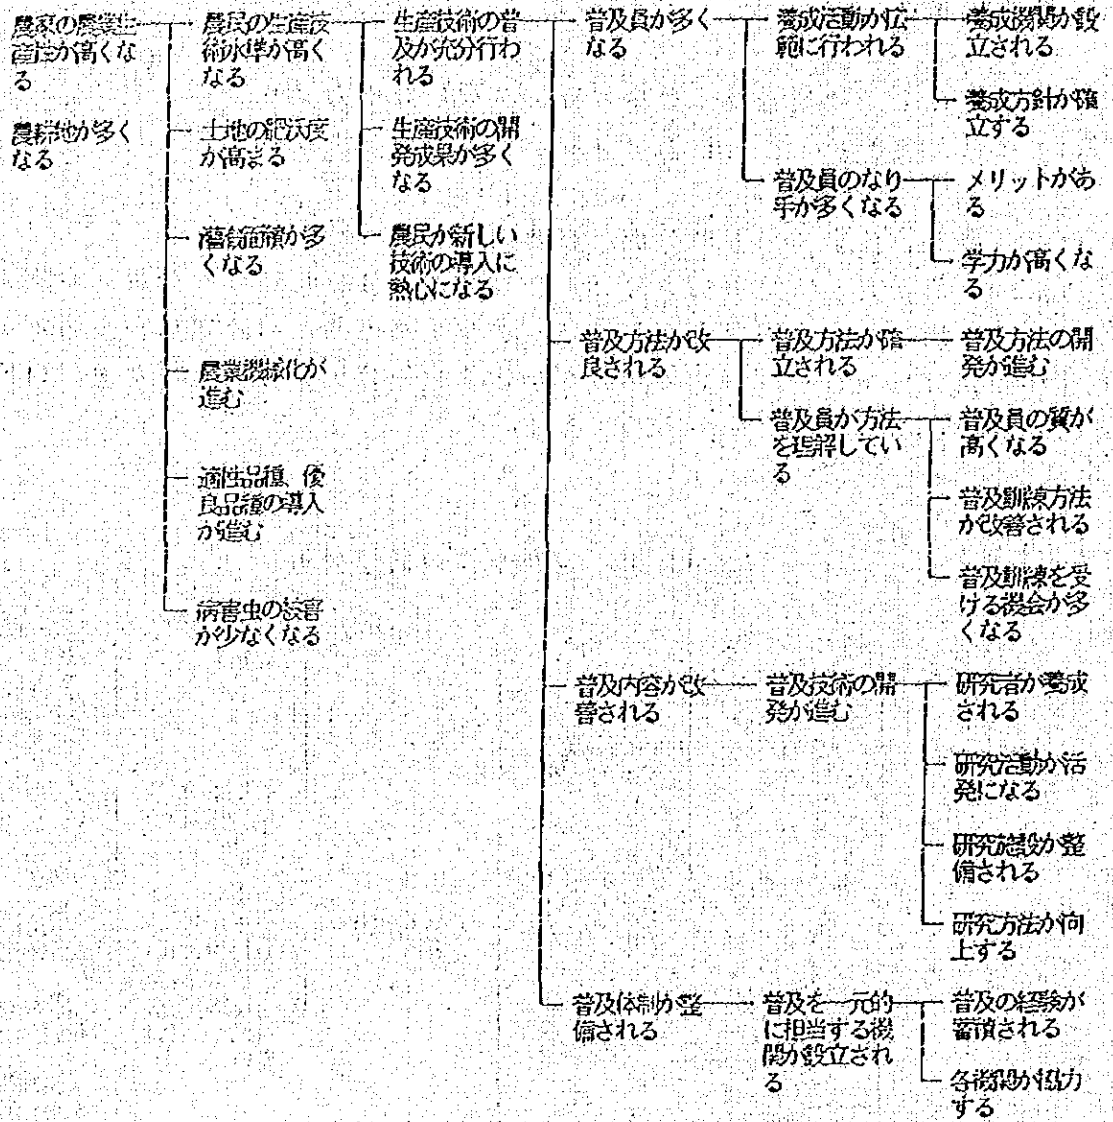 農家の農業生
産性が高くな
る
農耕地が多く
なる
農民の生産技
術水準が高く
なる
土地の肥沃度
が高まる
灌漑面積が多
くなる
農業機械化が
進む
適性品種、優
良品種の導入
が進む
病害虫の被害
が少なくなる
生産技術の普
及が充分行わ
れる
生産技術の開
発成果が多く
なる
農民が新しい
技術の導入に
熱心になる
普及員が多く
なる
普及方法が改
良される
普及内容が改
善される
普及体制が整
備される
養成活動が広
範に行われる
普及員のなり
手が多くなる
普及方法が確
立される
普及員が方法
を理解してい
る
普及技術の開
発が進む
普及を一元的
に担当する機
関が設立され
る
養成機関が設
立される
養成方針が確
立する
メリットがあ
る
学力が高くな
る
普及方法の開
発が進む
普及員の質が
高くなる
普及訓練方法
が改善される
普及訓練を受
ける機会が多
くなる
研究者が養成
される
研究活動が活
発になる
研究施設が整
備される
研究方法が向
上する
普及の経験が
蓄積される
各機関が協力
する